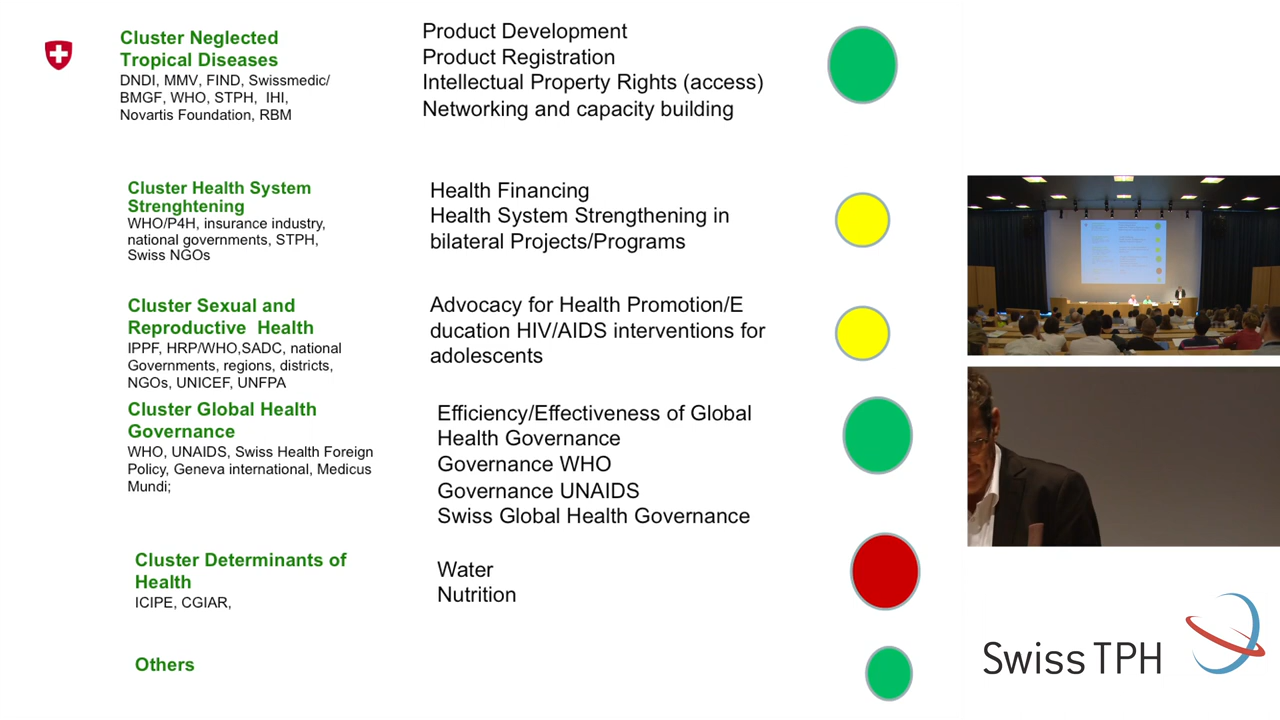 Cluster Neglected
Tropical Diseases
DNDI, MMV, FIND, Swissmedic/
BMGF, WHO, STPH, IHI,
Novartis Foundation, RBM
Product Development
Product Registration
Intellectual Property Rights (access)
Networking and capacity building
Cluster Health System
Strenghtening
WHO/P4H, insurance industry,
national governments, STPH,
Swiss NGOs
Health Financing
Health System Strengthening in
bilateral Projects/Programs
Cluster Sexual and
Reproductive Health
IPPF, HRP/WHO,SADC, national
Governments, regions, districts,
NGOs, UNICEF, UNFPA
Advocacy for Health Promotion/E
ducation HIV/AIDS interventions for
adolescents
Cluster Global Health
Governance
WHO, UNAIDS, Swiss Health Foreign
Policy, Geneva international, Medicus
Mundi;
Efficiency/Effectiveness of Global
Health Governance
Governance WHO
Governance UNAIDS
Swiss Global Health Governance
Cluster Determinants of
Health
ICIPE, CGIAR,
Water
Nutrition
Others
Swiss TPH